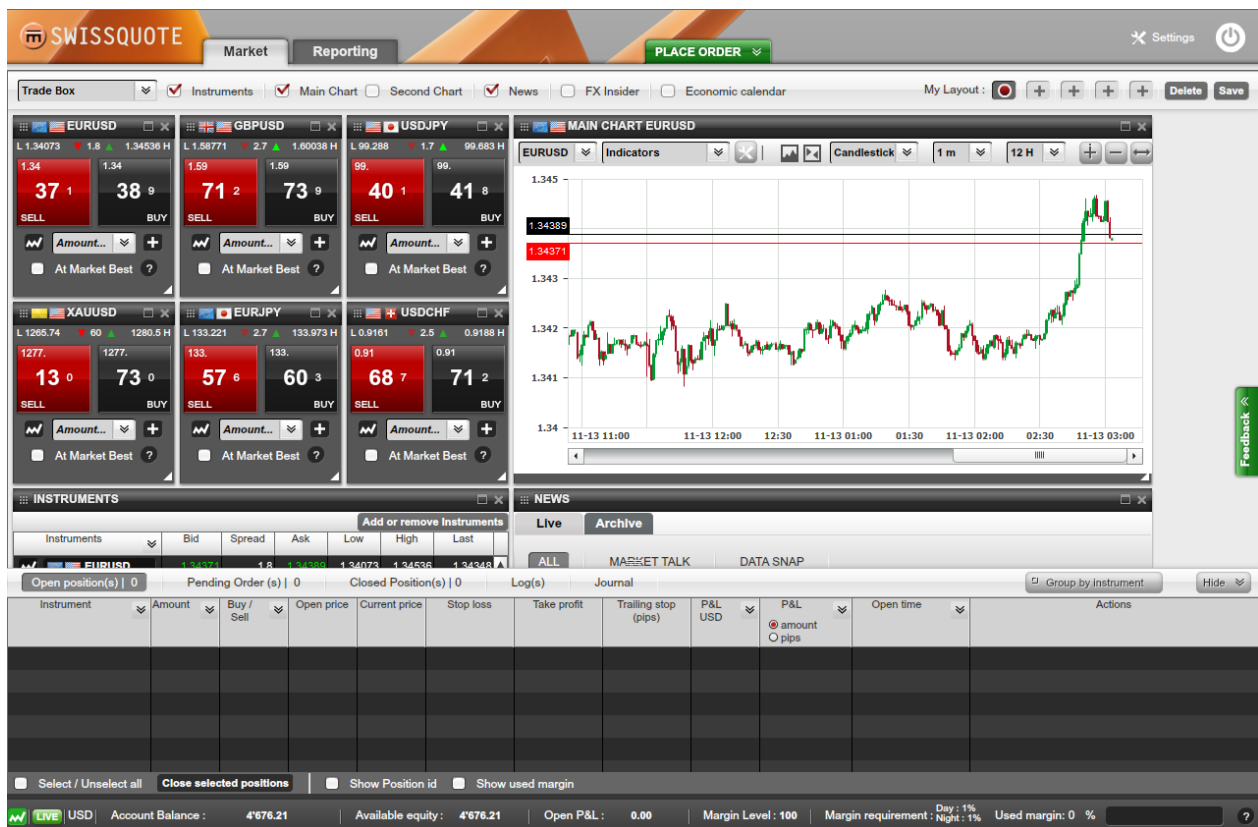 SWISSQUOTE
Market
Reporting
PLACE ORDER
Settings
Trade Box
Instruments
Main Chart
Second Chart
News
FX Insider
Economic calendar
My Layout :
Delete
Save
EURUSD
L 1.34073 1.8 1.34536 H
1.34 1.34
37 1 38 9
SELL BUY
Amount...
At Market Best ?
GBPUSD
L 1.58771 2.7 1.60038 H
1.59 1.59
71 2 73 9
SELL BUY
Amount...
At Market Best ?
USDJPY
L 99.288 1.7 99.683 H
99. 99.
40 1 41 8
SELL BUY
Amount...
At Market Best ?
XAUUSD
L 1265.74 60 1280.5 H
1277. 1277.
13 0 73 0
SELL BUY
Amount...
At Market Best ?
EURJPY
L 133.221 2.7 133.973 H
133. 133.
57 6 60 3
SELL BUY
Amount...
At Market Best ?
USDCHF
L 0.9161 2.5 0.9188 H
0.91 0.91
68 7 71 2
SELL BUY
Amount...
At Market Best ?
MAIN CHART EURUSD
EURUSD Indicators Candlestick 1 m 12 H
1.345
1.34389
1.34371
1.343
1.342
1.341
1.34
11-13 11:00 11-13 12:00 12:30 11-13 01:00 01:30 11-13 02:00 02:30 11-13 03:00
Feedback
INSTRUMENTS
Add or remove Instruments
Instruments Bid Spread Ask Low High Last
EURUSD 1.34371 1.8 1.34389 1.34073 1.34536 1.34348
NEWS
Live Archive
ALL MARKET TALK DATA SNAP
Open position(s) | 0 Pending Order (s) | 0 Closed Position(s) | 0 Log(s) Journal Group by instrument Hide
Instrument Amount Buy / Sell Open price Current price Stop loss Take profit Trailing stop (pips) P&L USD P&L Open time Actions
amount
pips
Select / Unselect all Close selected positions Show Position id Show used margin
LIVE USD Account Balance : 4'676.21 Available equity : 4'676.21 Open P&L : 0.00 Margin Level : 100 Margin requirement : Day : 1% Night : 1% Used margin: 0 % ?